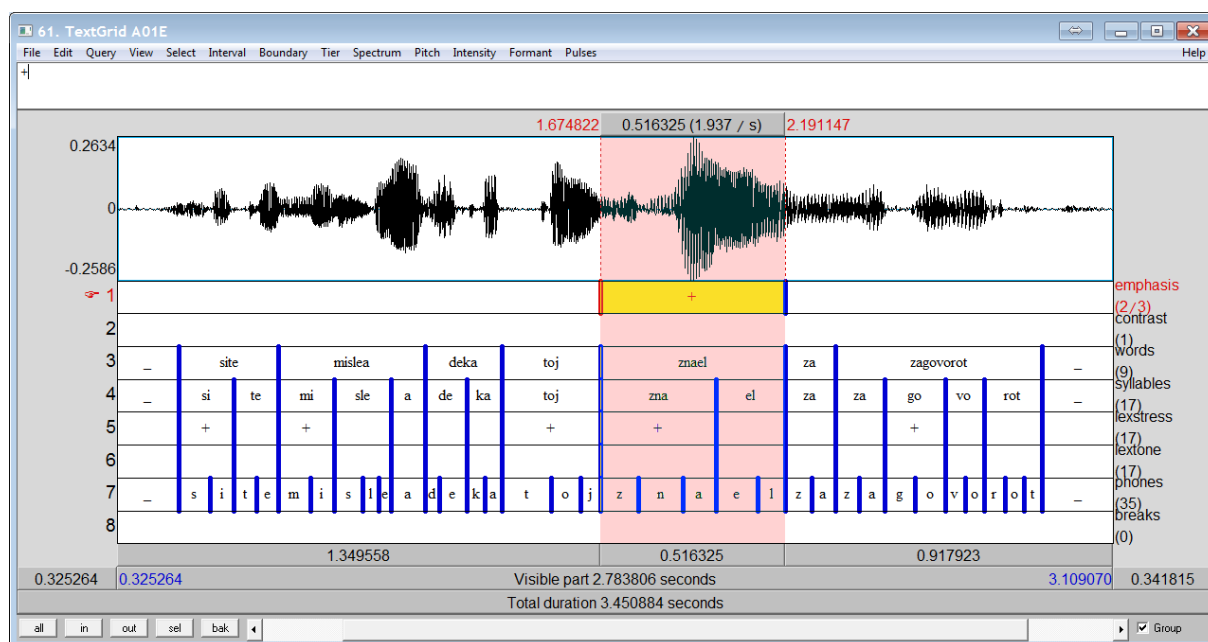 61. TextGrid A01E
File Edit Query View Select Interval Boundary Tier Spectrum Pitch Intensity Formant Pulses Help
+
1.674822 0.516325 (1.937 / s) 2.191147
0.2634
0
-0.2586
☞ 1 + emphasis (2/3)
2 contrast (1)
3 _ site mislea deka toj znael za zagovorot _ words (9)
4 _ si te mi sle a de ka toj zna el za za go vo rot _ syllables (17)
5 + + + + + lexstress (17)
6 lextone (17)
7 _ s i t e m i s l e a d e k a t o j z n a e l z a z a g o v o r o t _ phones (35)
8 breaks (0)
1.349558 0.516325 0.917923
0.325264 0.325264 Visible part 2.783806 seconds 3.109070 0.341815
Total duration 3.450884 seconds
all in out sel bak Group